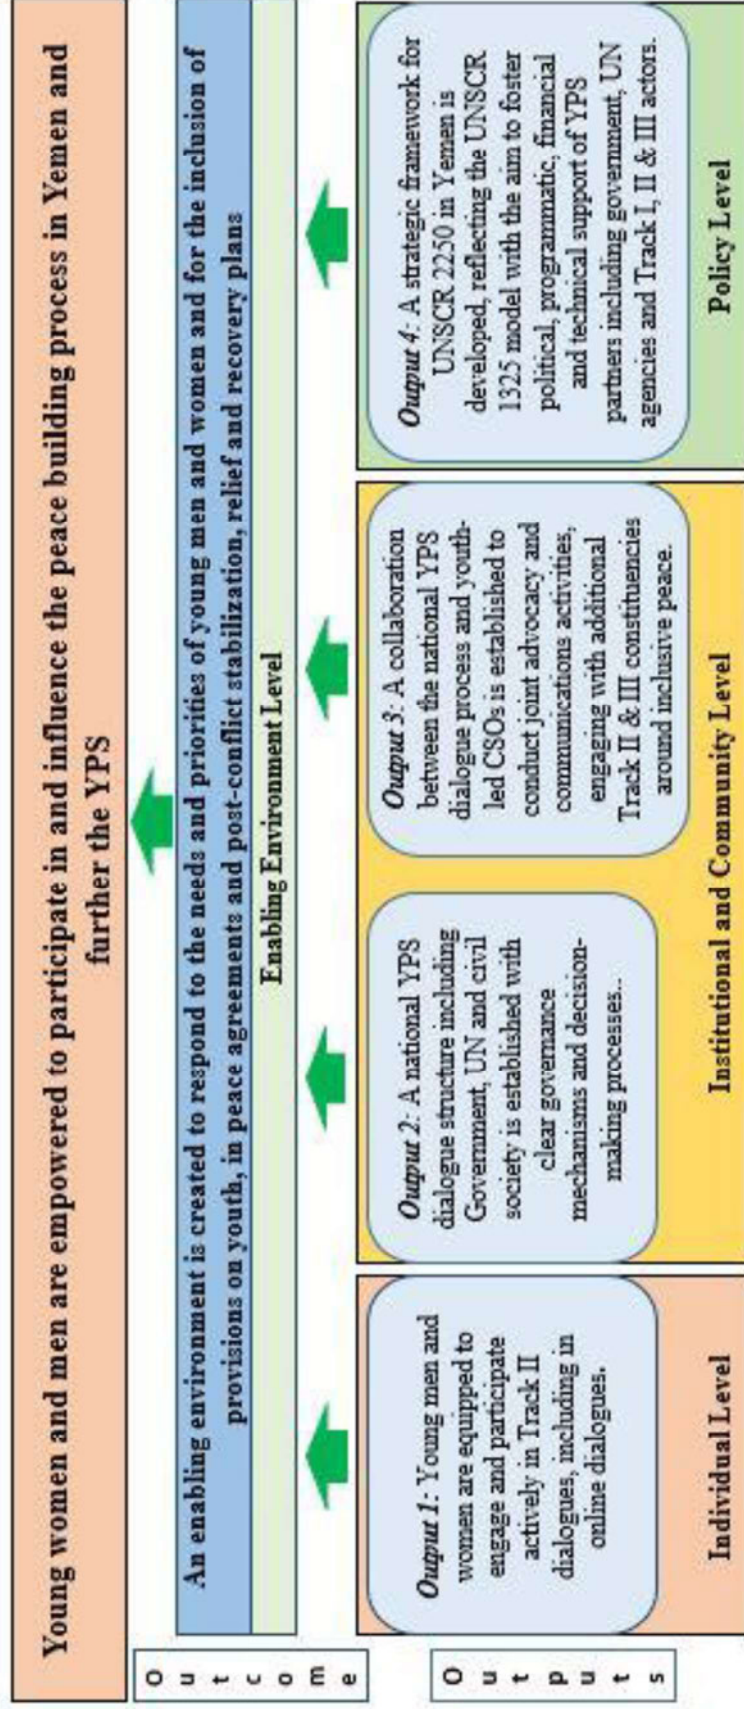 Young women and men are empowered to participate in and influence the peace building process in Yemen and
further the YPS
Outcome
An enabling environment is created to respond to the needs and priorities of young men and women and for the inclusion of
provisions on youth, in peace agreements and post-conflict stabilization, relief and recovery plans
Enabling Environment Level
Outputs
Output 1: Young men and
women are equipped to
engage and participate
actively in Track II
dialogues, including in
online dialogues.
Individual Level
Output 2: A national YPS
dialogue structure including
Government, UN and civil
society is established with
clear governance
mechanisms and decision-
making processes..
Output 3: A collaboration
between the national YPS
dialogue process and youth-
led CSOs is established to
conduct joint advocacy and
communications activities,
engaging with additional
Track II & III constituencies
around inclusive peace.
Institutional and Community Level
Output 4: A strategic framework for
UNSCR 2250 in Yemen is
developed, reflecting the UNSCR
1325 model with the aim to foster
political, programmatic, financial
and technical support of YPS
partners including government, UN
agencies and Track I, II & III actors.
Policy Level